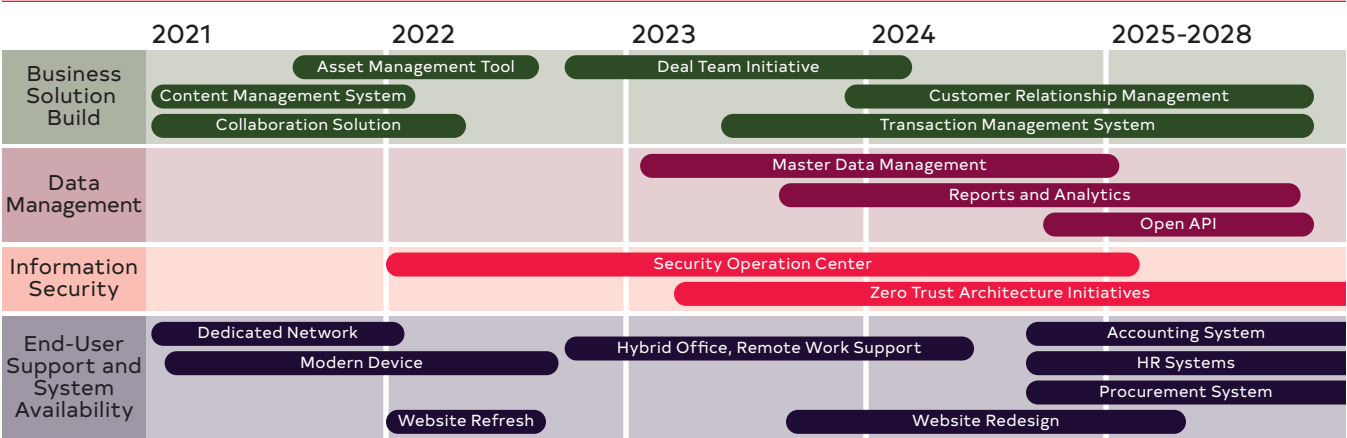 2021
2022
2023
2024
2025-2028
Business
Solution
Build
Asset Management Tool
Deal Team Initiative
Content Management System
Customer Relationship Management
Collaboration Solution
Transaction Management System
Data
Management
Master Data Management
Reports and Analytics
Open API
Information
Security
Security Operation Center
Zero Trust Architecture Initiatives
End-User
Support and
System
Availability
Dedicated Network
Hybrid Office, Remote Work Support
Accounting System
Modern Device
HR Systems
Procurement System
Website Refresh
Website Redesign